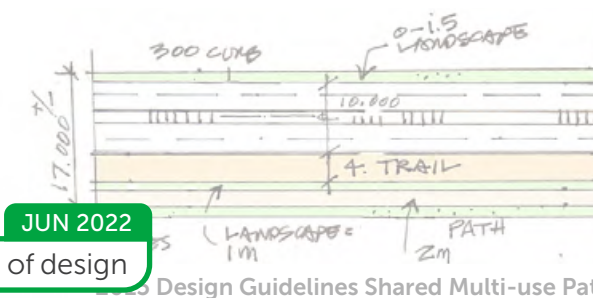 0-1.5
LANDSCAPE
300 CURB
10.000
17.000 +/-
4. TRAIL
LANDSCAPE =
1m
PATH
2m
JUN 2022
of design
Design Guidelines Shared Multi-use